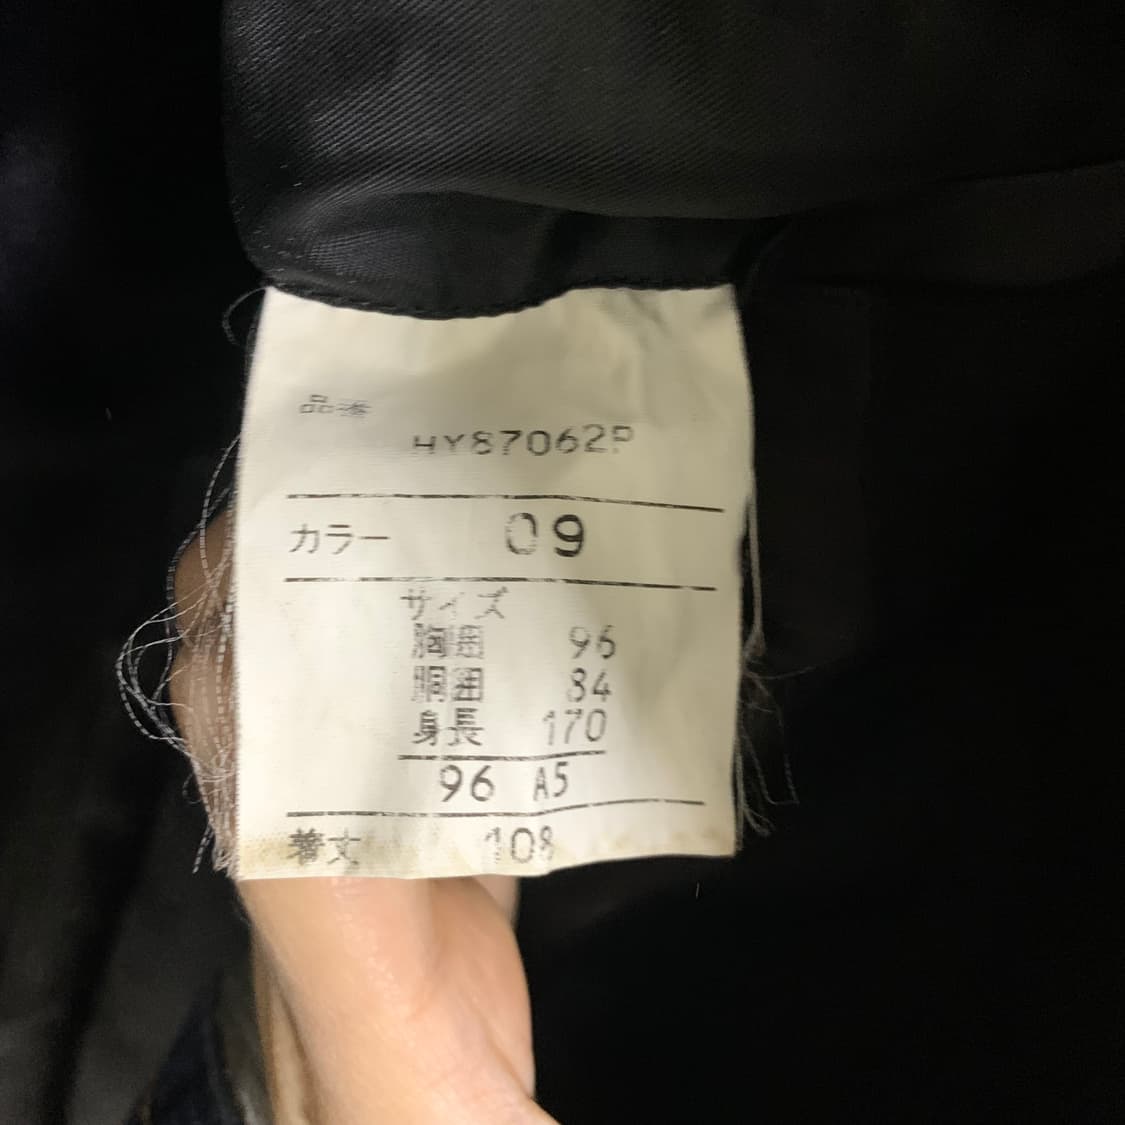 品番
HY87062P
カラー 09
サイズ
胸囲 96
胴囲 84
身長 170
96 A5
着丈 108